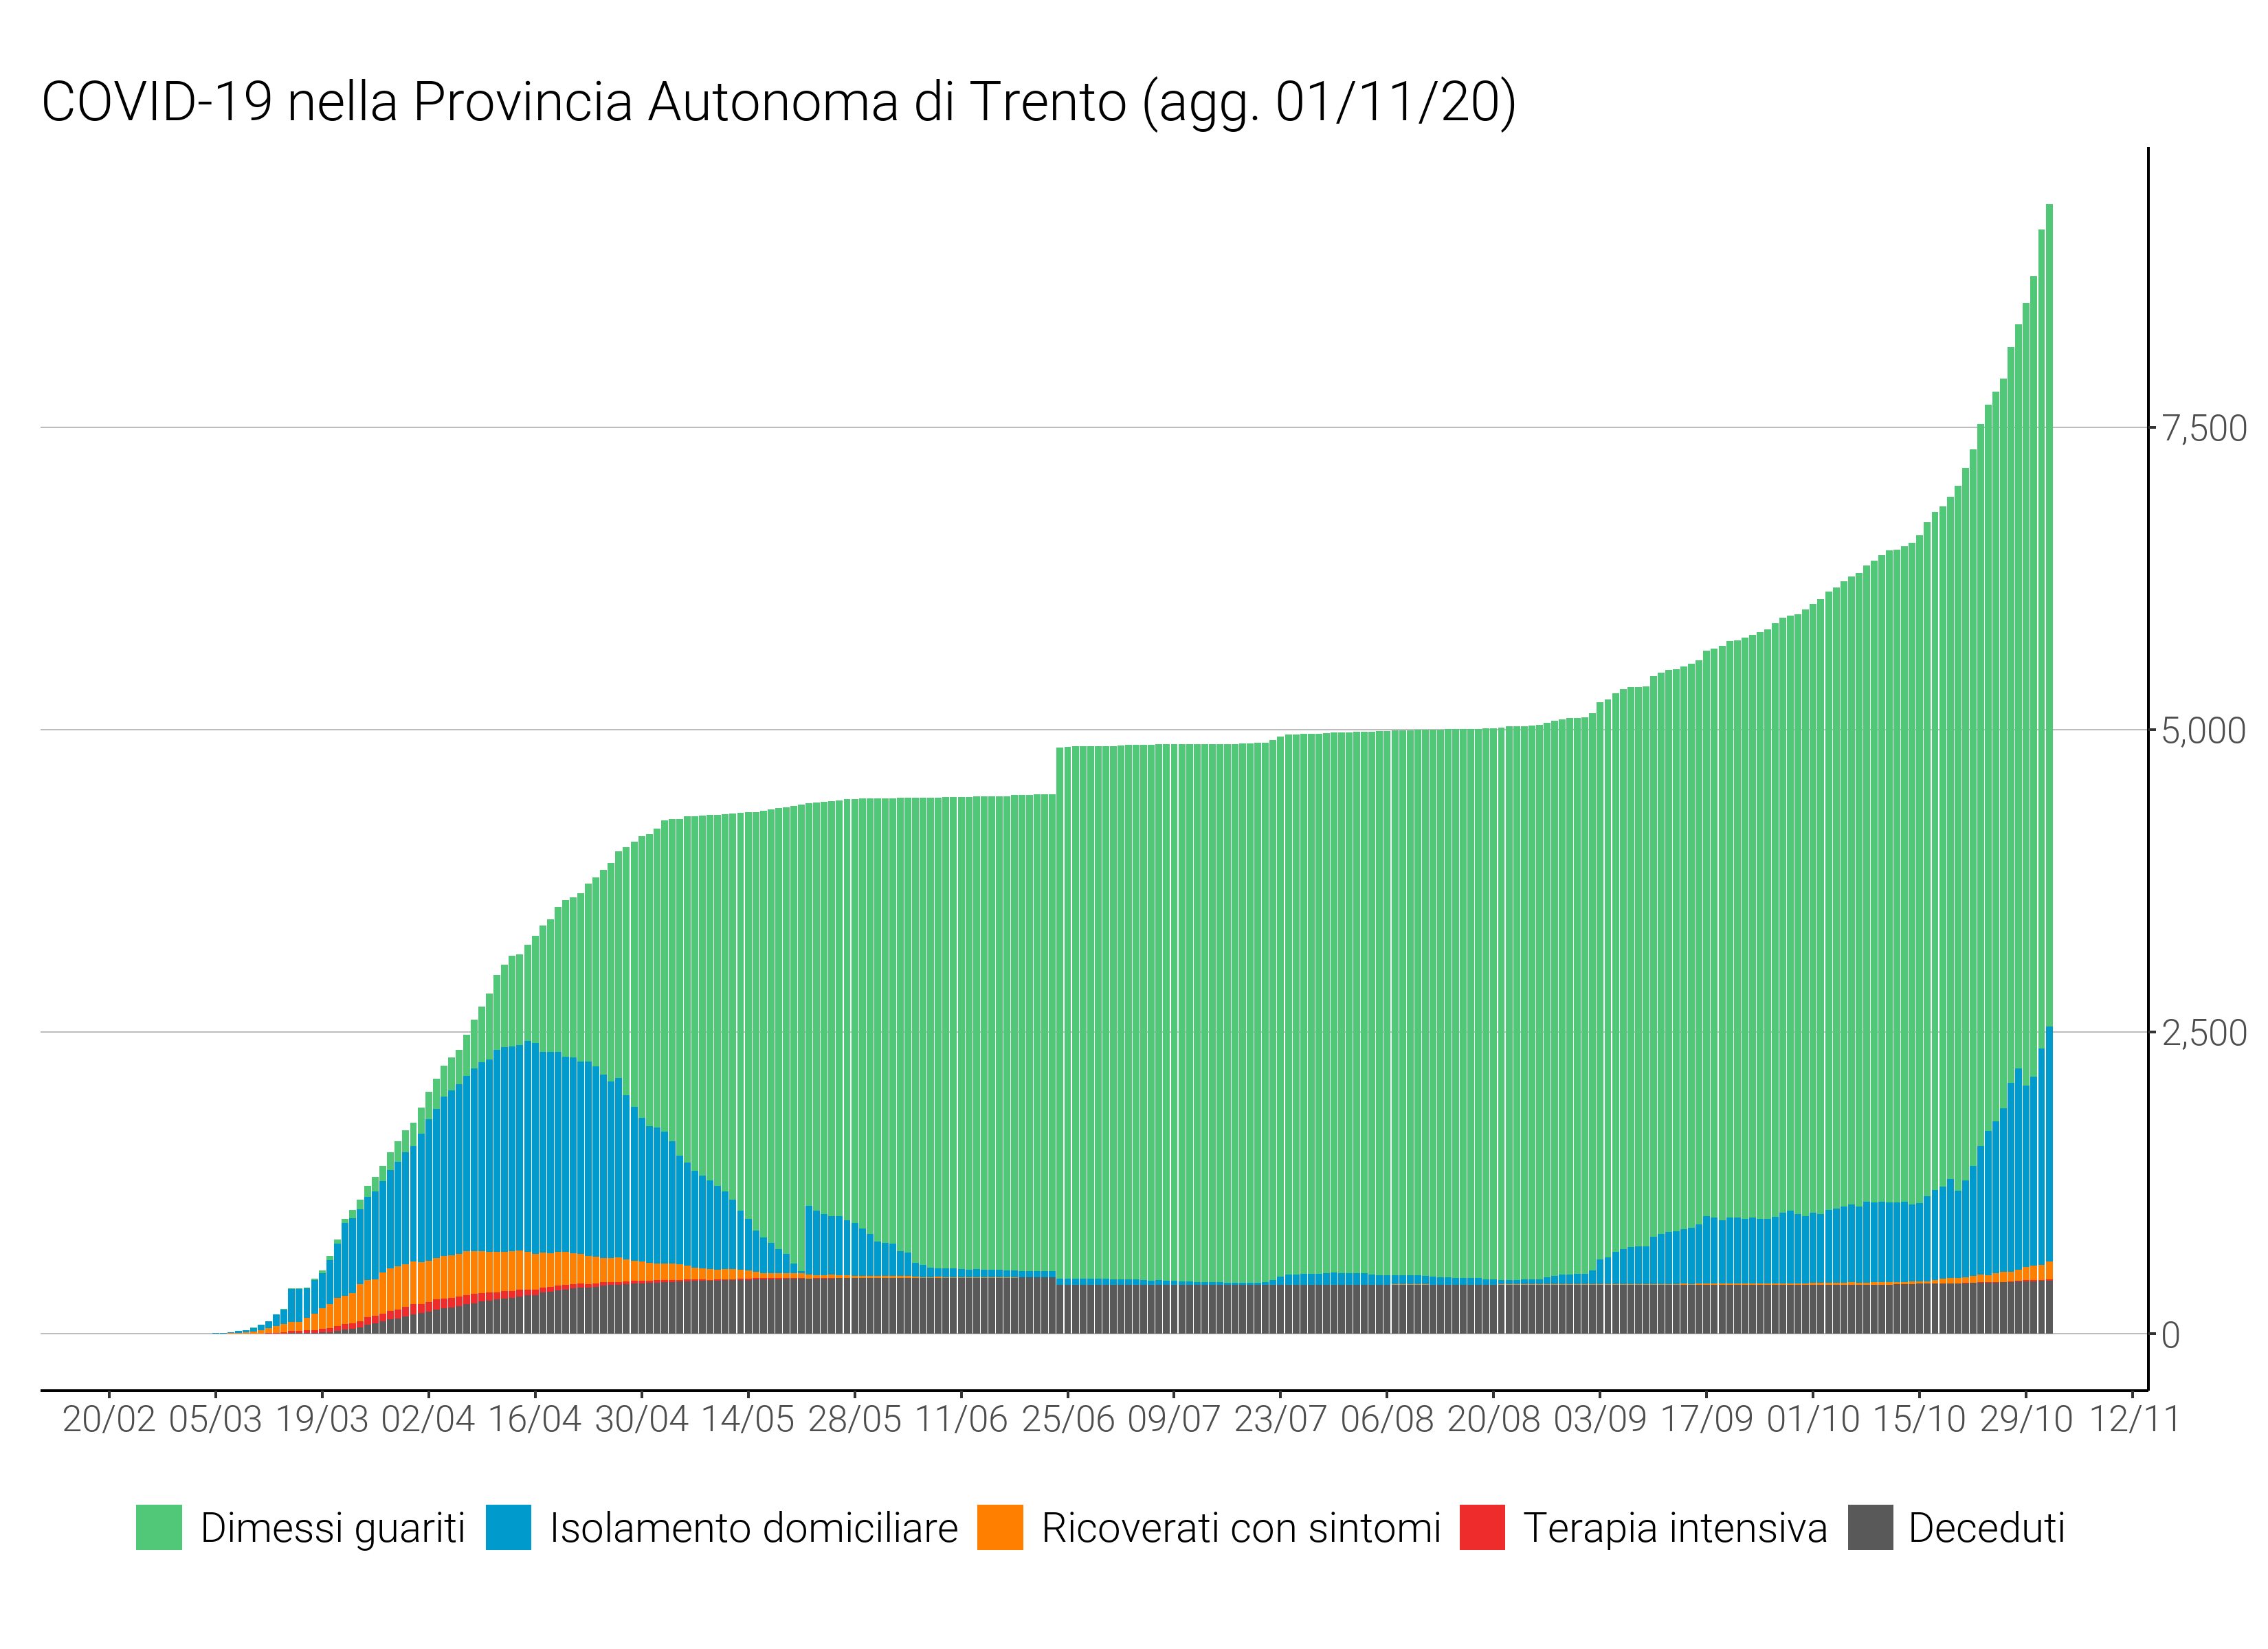 COVID-19 nella Provincia Autonoma di Trento (agg. 01/11/20)
7,500
5,000
2,500
0
20/02 05/03 19/03 02/04 16/04 30/04 14/05 28/05 11/06 25/06 09/07 23/07 06/08 20/08 03/09 17/09 01/10 15/10 29/10 12/11
Dimessi guariti Isolamento domiciliare Ricoverati con sintomi Terapia intensiva Deceduti